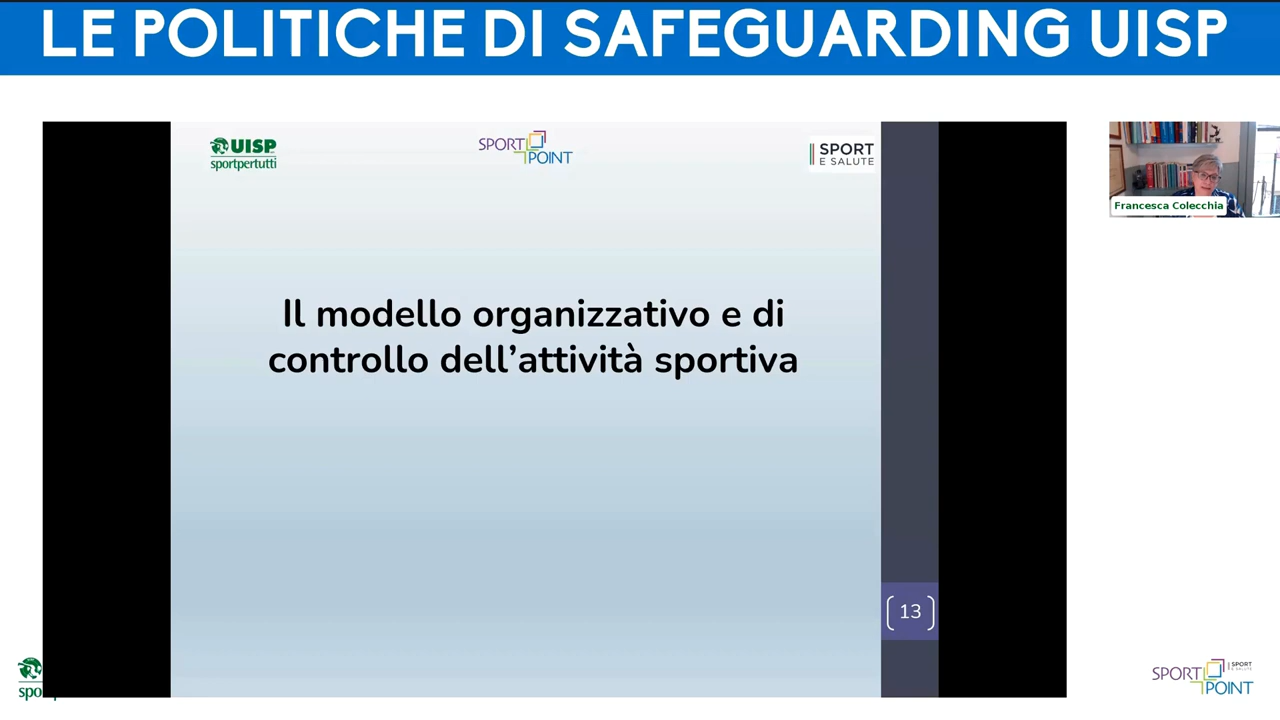 LE POLITICHE DI SAFEGUARDING UISP
UISP
sportpertutti
SPORT
POINT
SPORT
E SALUTE
Francesca Colecchia
Il modello organizzativo e di
controllo dell'attività sportiva
13
spo
SPORT
POINT
SPORT
E SALUTE